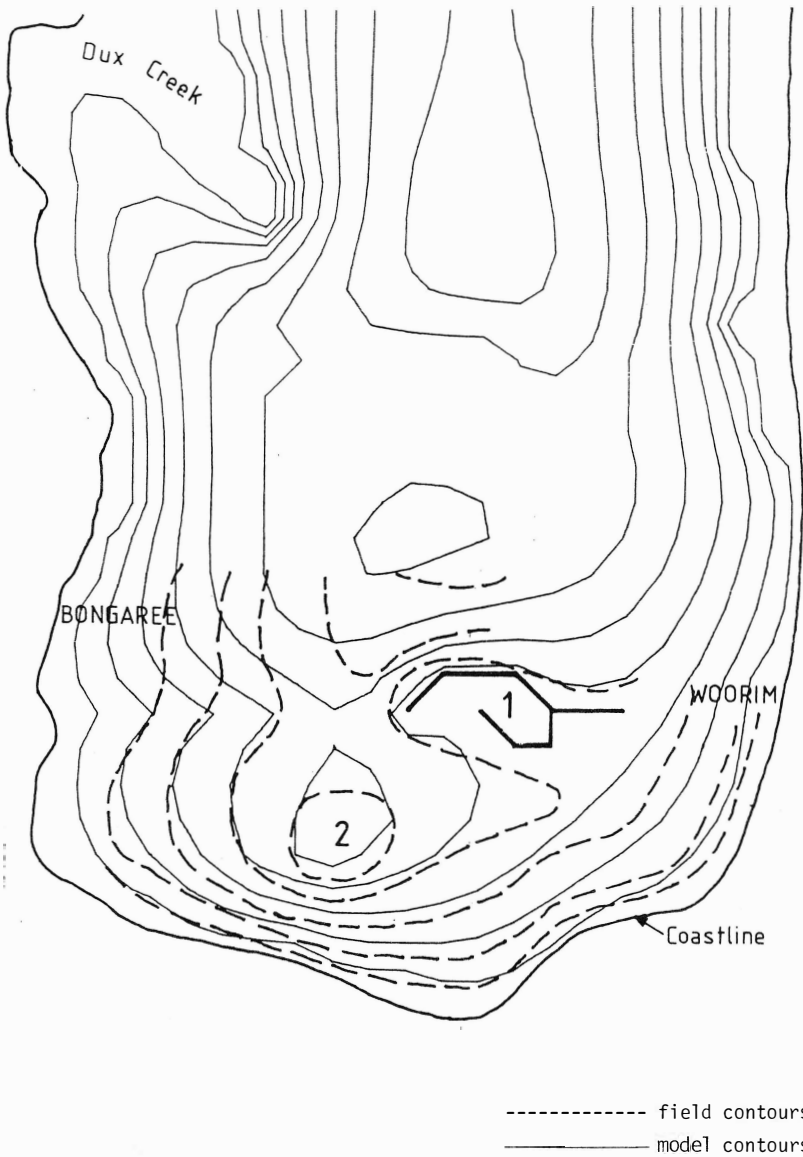 Dux Creek
BONGAREE
1
WOORIM
2
Coastline
field contours
model contours